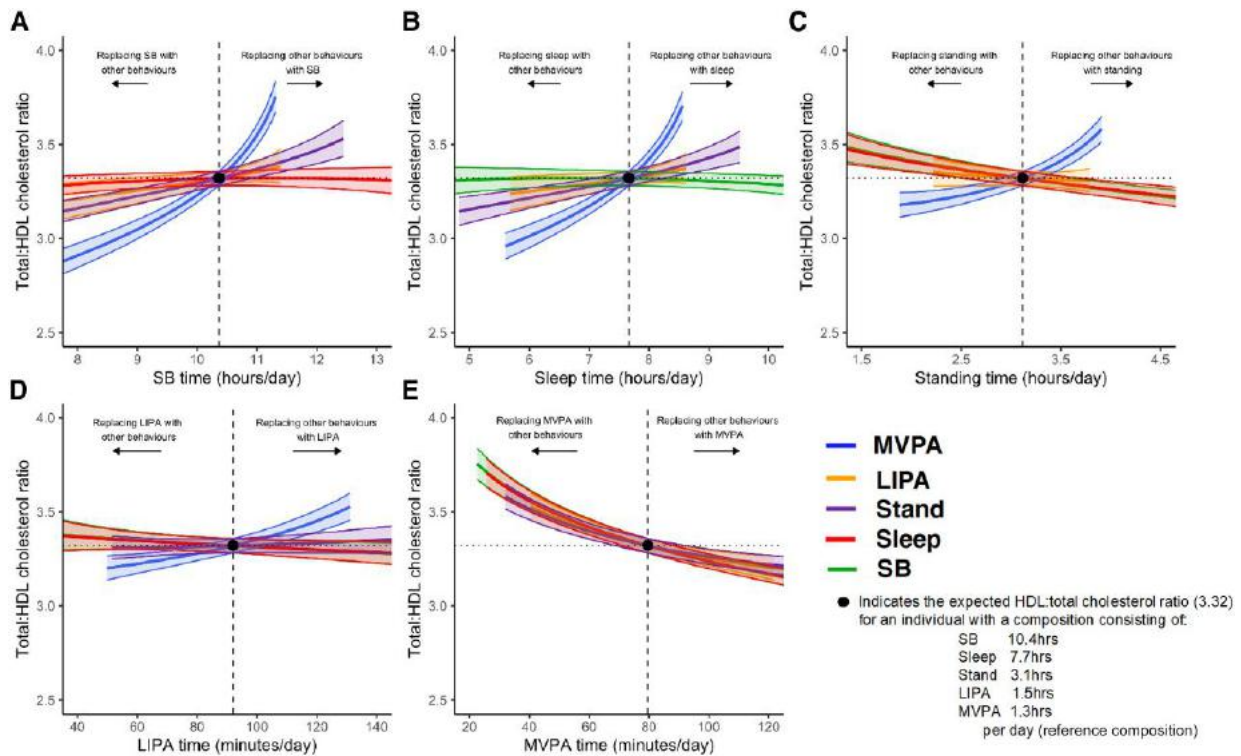 A
Replacing SB with
other behaviours
Replacing other behaviours
with SB
Total:HDL cholesterol ratio
4.0
3.5
3.0
2.5
8 9 10 11 12 13
SB time (hours/day)
B
Replacing sleep with
other behaviours
Replacing other behaviours
with sleep
Total:HDL cholesterol ratio
4.0
3.5
3.0
2.5
5 6 7 8 9 10
Sleep time (hours/day)
C
Replacing standing with
other behaviours
Replacing other behaviours
with standing
Total:HDL cholesterol ratio
4.0
3.5
3.0
2.5
1.5 2.5 3.5 4.5
Standing time (hours/day)
D
Replacing LIPA with
other behaviours
Replacing other behaviours
with LIPA
Total:HDL cholesterol ratio
4.0
3.5
3.0
2.5
40 60 80 100 120 140
LIPA time (minutes/day)
E
Replacing MVPA with
other behaviours
Replacing other behaviours
with MVPA
Total:HDL cholesterol ratio
4.0
3.5
3.0
2.5
20 40 60 80 100 120
MVPA time (minutes/day)
MVPA
LIPA
Stand
Sleep
SB
Indicates the expected HDL:total cholesterol ratio (3.32)
for an individual with a composition consisting of:
SB 10.4hrs
Sleep 7.7hrs
Stand 3.1hrs
LIPA 1.5hrs
MVPA 1.3hrs
per day (reference composition)